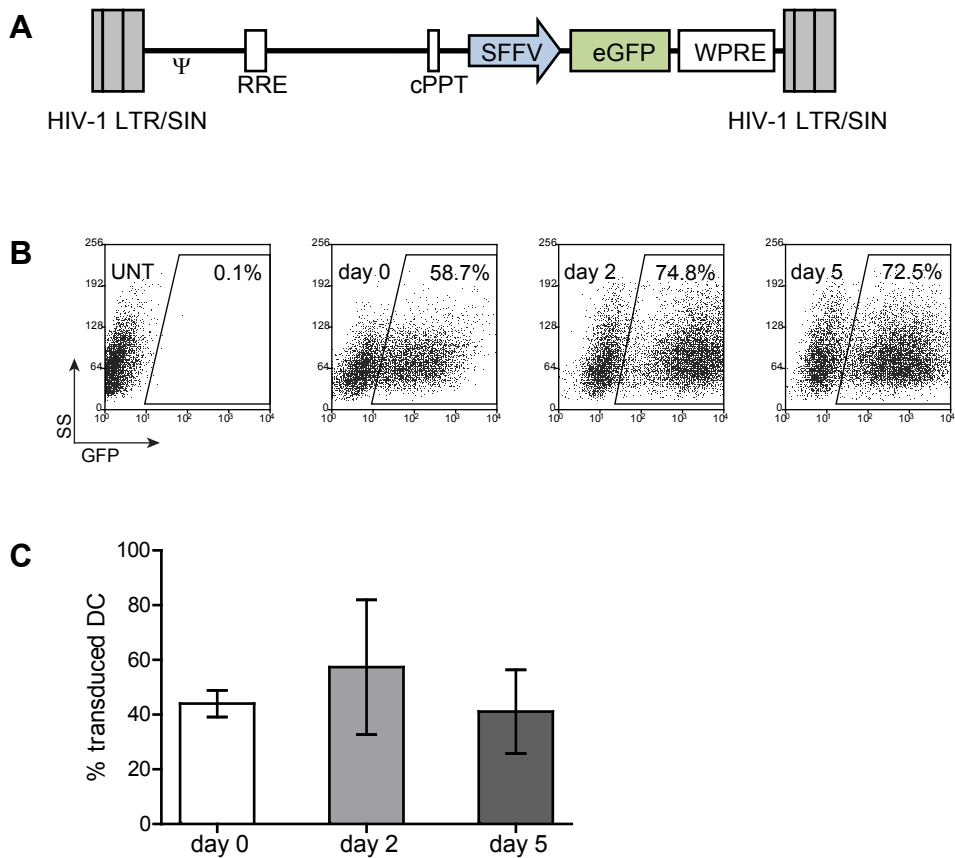 A
SFFV eGFP WPRE
Ψ
RRE cPPT
HIV-1 LTR/SIN HIV-1 LTR/SIN
B
256 256 256 256
UNT 0.1% day 0 58.7% day 2 74.8% day 5 72.5%
192 192 192 192
128 128 128 128
64 64 64 64
0 0 0 0
10⁰ 10¹ 10² 10³ 10⁴ 10⁰ 10¹ 10² 10³ 10⁴ 10⁰ 10¹ 10² 10³ 10⁴ 10⁰ 10¹ 10² 10³ 10⁴
SS
GFP
C
% transduced DC
100
80
60
40
20
0
day 0 day 2 day 5